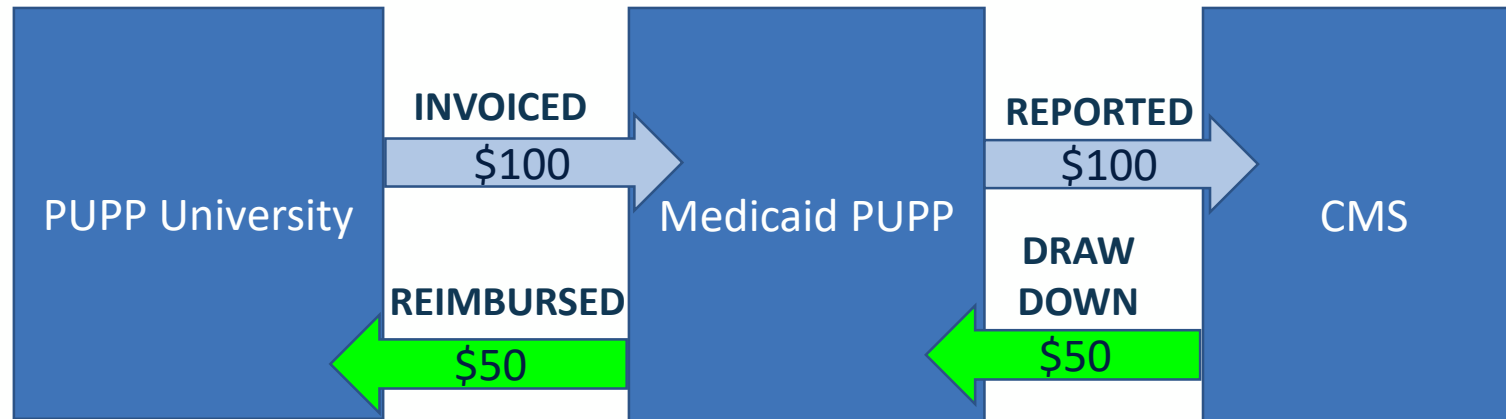 PUPP University
INVOICED
$100
REIMBURSED
$50
Medicaid PUPP
REPORTED
$100
DRAW
DOWN
$50
CMS